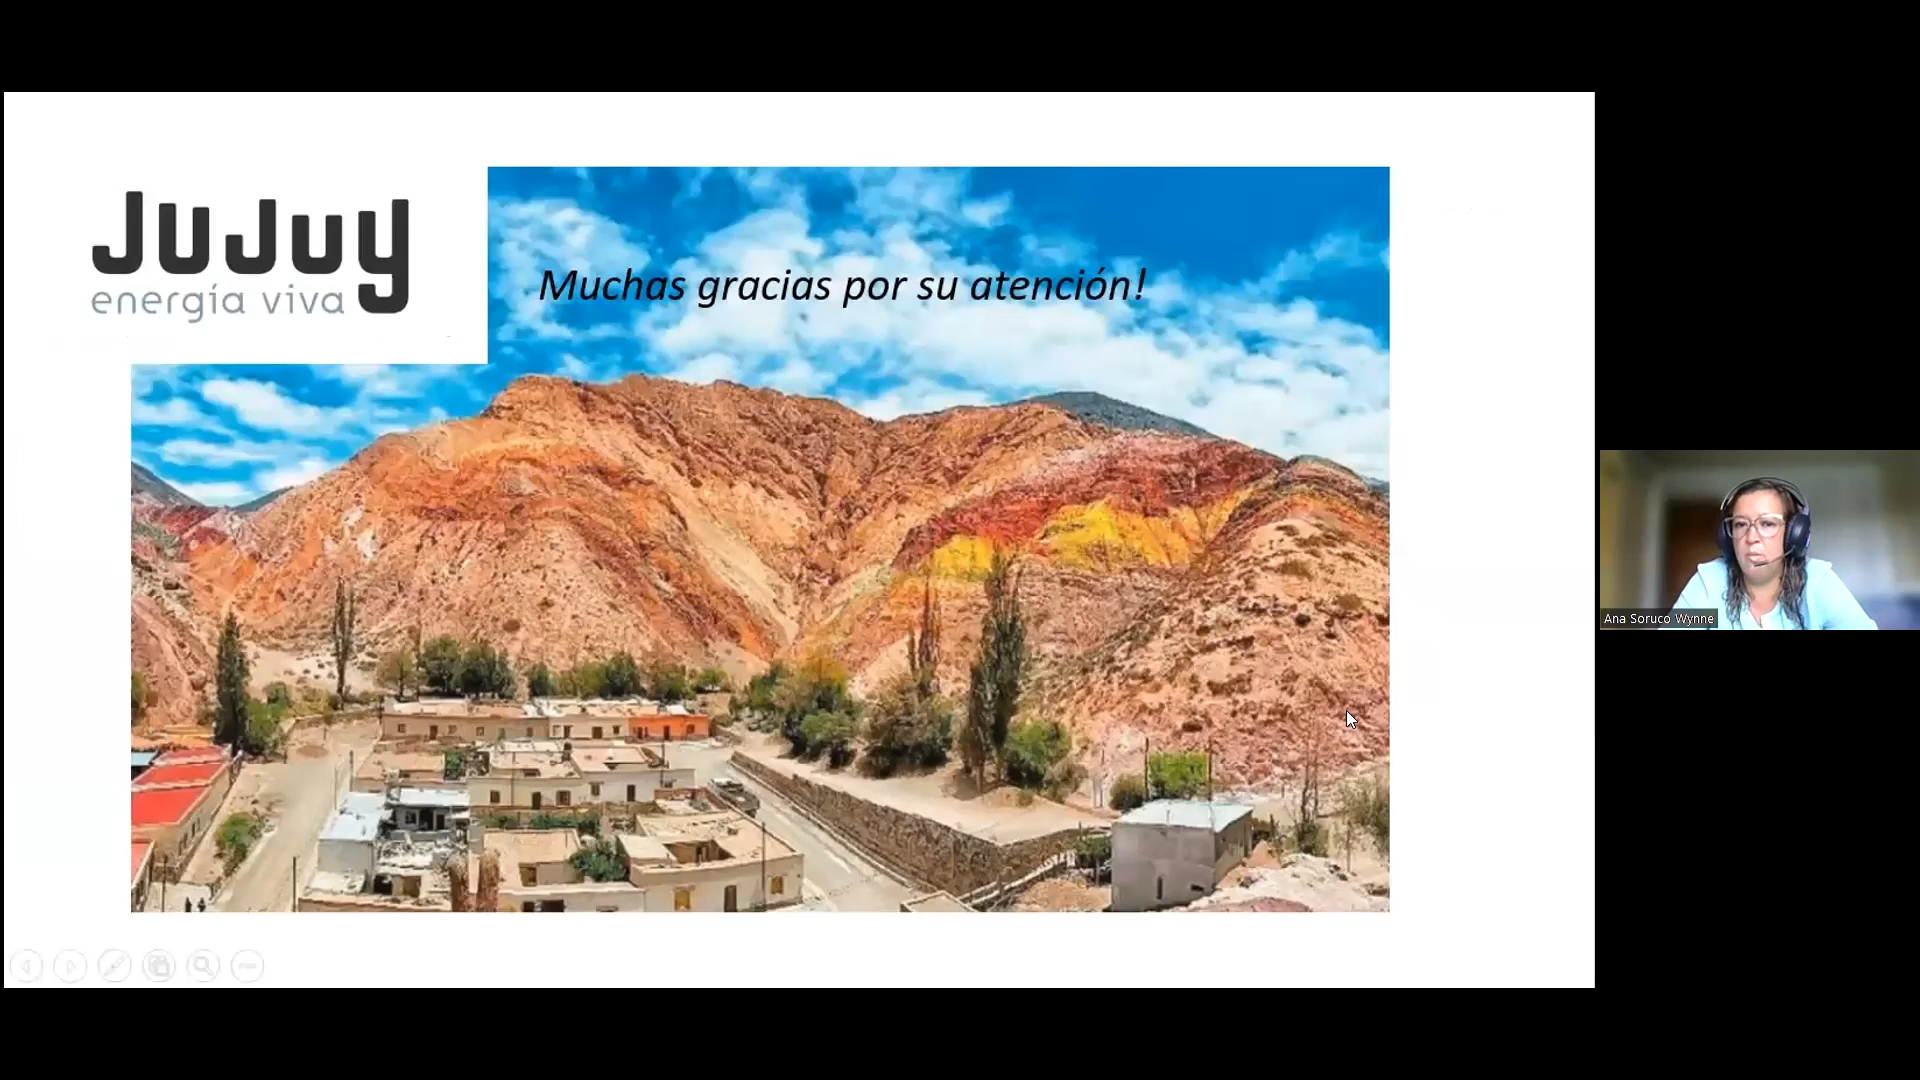 Jujuy
energía viva
Muchas gracias por su atención!
Ana Soruco Wynne